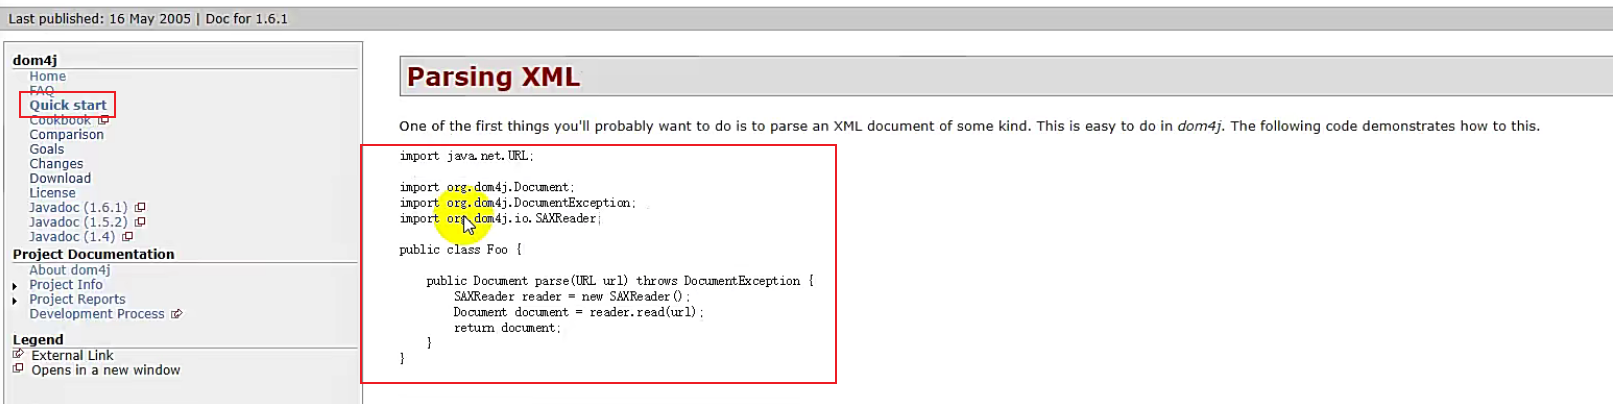 Last published: 16 May 2005 | Doc for 1.6.1
dom4j
Home
FAQ
Quick start
Cookbook
Comparison
Goals
Changes
Download
License
Javadoc (1.6.1)
Javadoc (1.5.2)
Javadoc (1.4)
Project Documentation
About dom4j
Project Info
Project Reports
Development Process
Legend
External Link
Opens in a new window
Parsing XML
One of the first things you'll probably want to do is to parse an XML document of some kind. This is easy to do in dom4j. The following code demonstrates how to this.
import java.net.URL;
import org.dom4j.Document;
import org.dom4j.DocumentException;
import org.dom4j.io.SAXReader;
public class Foo {
    public Document parse(URL url) throws DocumentException {
        SAXReader reader = new SAXReader();
        Document document = reader.read(url);
        return document;
    }
}